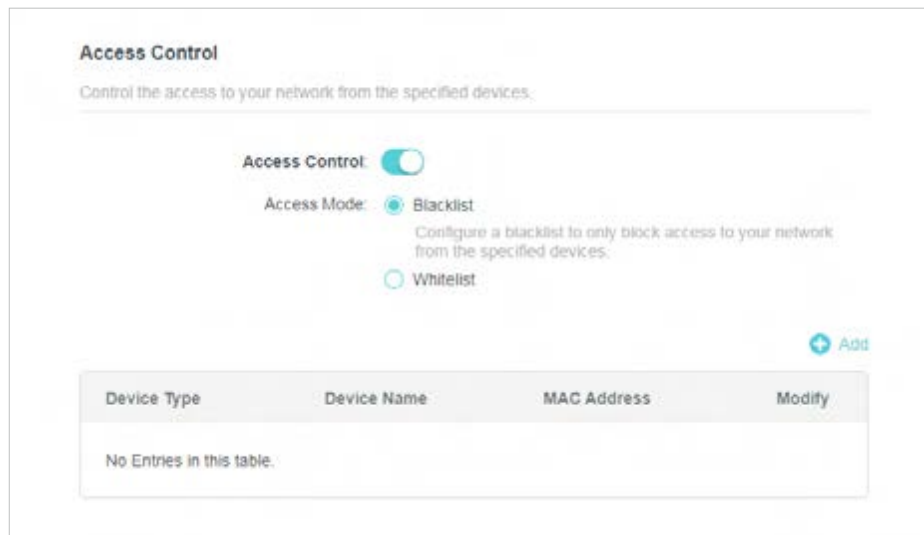 Access Control
Control the access to your network from the specified devices.
Access Control:
Access Mode: Blacklist
Configure a blacklist to only block access to your network
from the specified devices.
Whitelist
Add
Device Type Device Name MAC Address Modify
No Entries in this table.